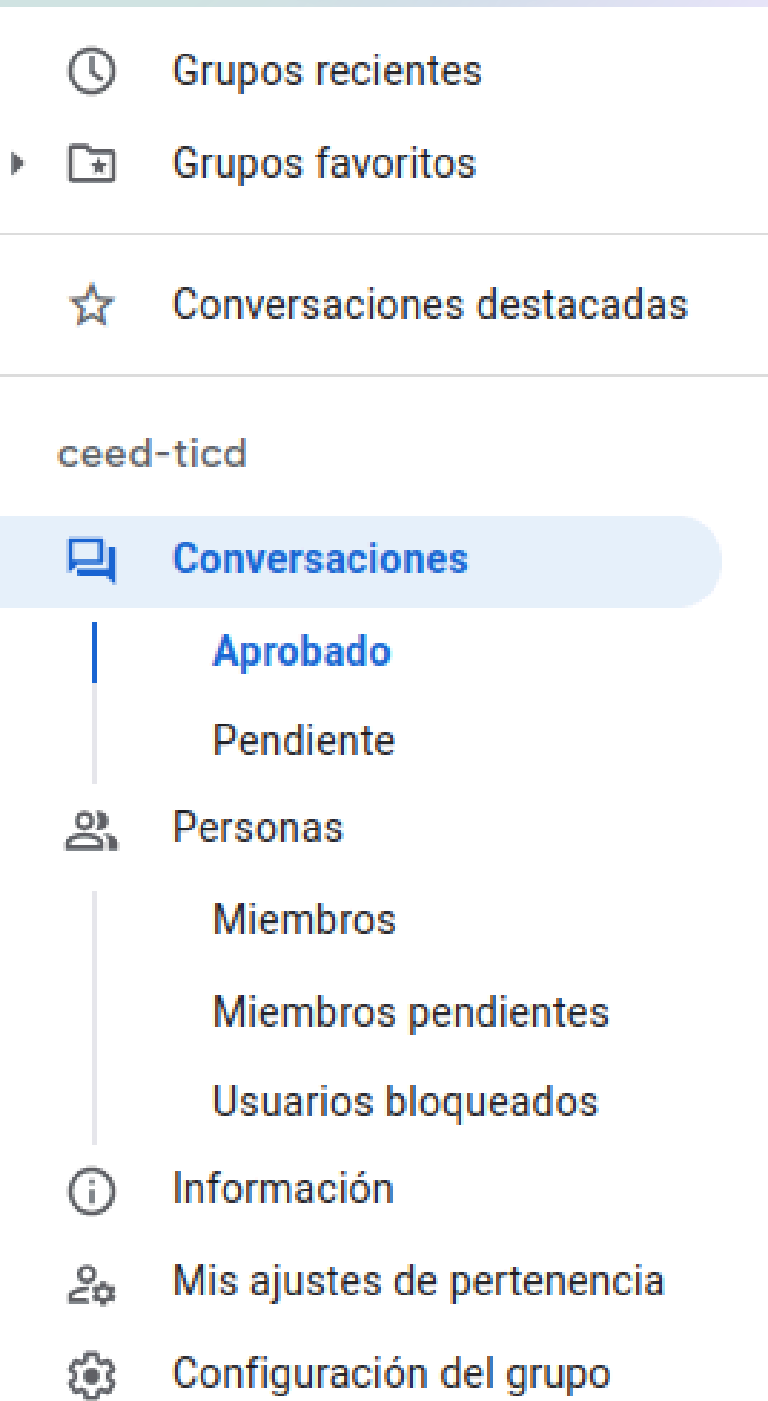 Grupos recientes
Grupos favoritos
Conversaciones destacadas
ceed-ticd
Conversaciones
Aprobado
Pendiente
Personas
Miembros
Miembros pendientes
Usuarios bloqueados
Información
Mis ajustes de pertenencia
Configuración del grupo